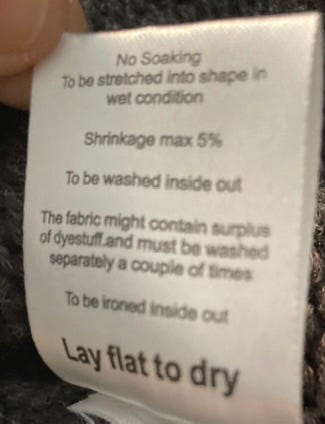 No Soaking
To be stretched into shape in
wet condition
Shrinkage max 5%
To be washed inside out
The fabric might contain surplus
of dyestuff.and must be washed
separately a couple of times
To be ironed inside out
Lay flat to dry